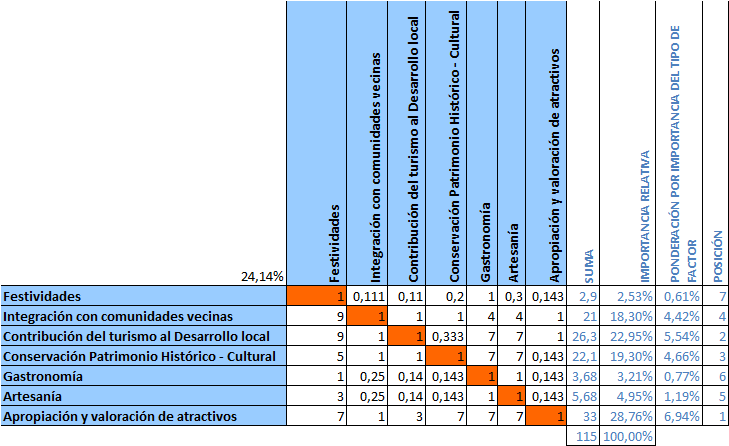 24,14%
Festividades
Integración con comunidades vecinas
Contribución del turismo al Desarrollo local
Conservación Patrimonio Histórico - Cultural
Gastronomía
Artesanía
Apropiación y valoración de atractivos
SUMA
IMPORTANCIA RELATIVA
PONDERACIÓN POR IMPORTANCIA DEL TIPO DE
FACTOR
POSICIÓN
Festividades 1 0,111 0,11 0,2 1 0,3 0,143 2,9 2,53% 0,61% 7
Integración con comunidades vecinas 9 1 1 1 4 4 1 21 18,30% 4,42% 4
Contribución del turismo al Desarrollo local 9 1 1 0,333 7 7 1 26,3 22,95% 5,54% 2
Conservación Patrimonio Histórico - Cultural 5 1 1 1 7 7 0,143 22,1 19,30% 4,66% 3
Gastronomía 1 0,25 0,14 0,143 1 1 0,143 3,68 3,21% 0,77% 6
Artesanía 3 0,25 0,14 0,143 1 1 0,143 5,68 4,95% 1,19% 5
Apropiación y valoración de atractivos 7 1 3 7 7 7 1 33 28,76% 6,94% 1
115 100,00%